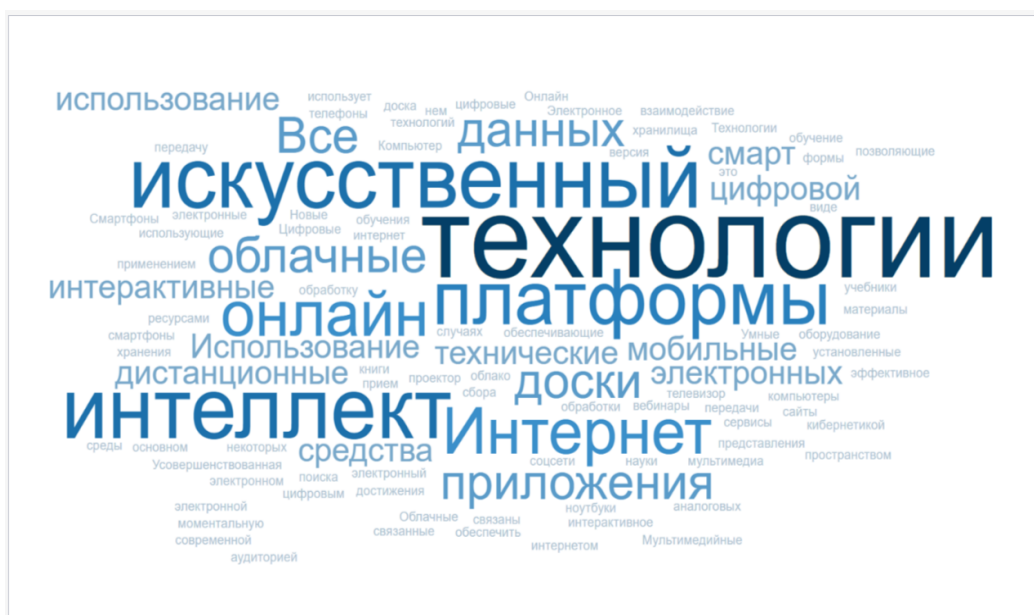 использование использует Онлайн
телефоны доска нем цифровые Электронное взаимодействие
Все технологий данных хранилища Технологии
передачу Компьютер версия смарт формы обучение позволяющие
искусственный это цифровой
Смартфоны электронные Новые обучения виде
использующие Цифровые интернет
технологии
применением облачные
интерактивные обработку платформы учебники
ресурсами онлайн материалы
смартфоны случаях обеспечивающие Умные оборудование
хранения Использование технические мобильные установленные
дистанционные книги прием проектор облако доски электронных эффективное
сбора телевизор компьютеры
интеллект обработки вебинары передачи сайты
Интернет сервисы кибернетикой
среды основном некоторых средства представления
Усовершенствованная соцсети науки мультимедиа пространством
электронном поиска электронный
цифровым достижения приложения
электронной ноутбуки аналоговых
моментальную Облачные связаны интерактивное
современной связанные обеспечить
аудиторией интернетом Мультимедийные